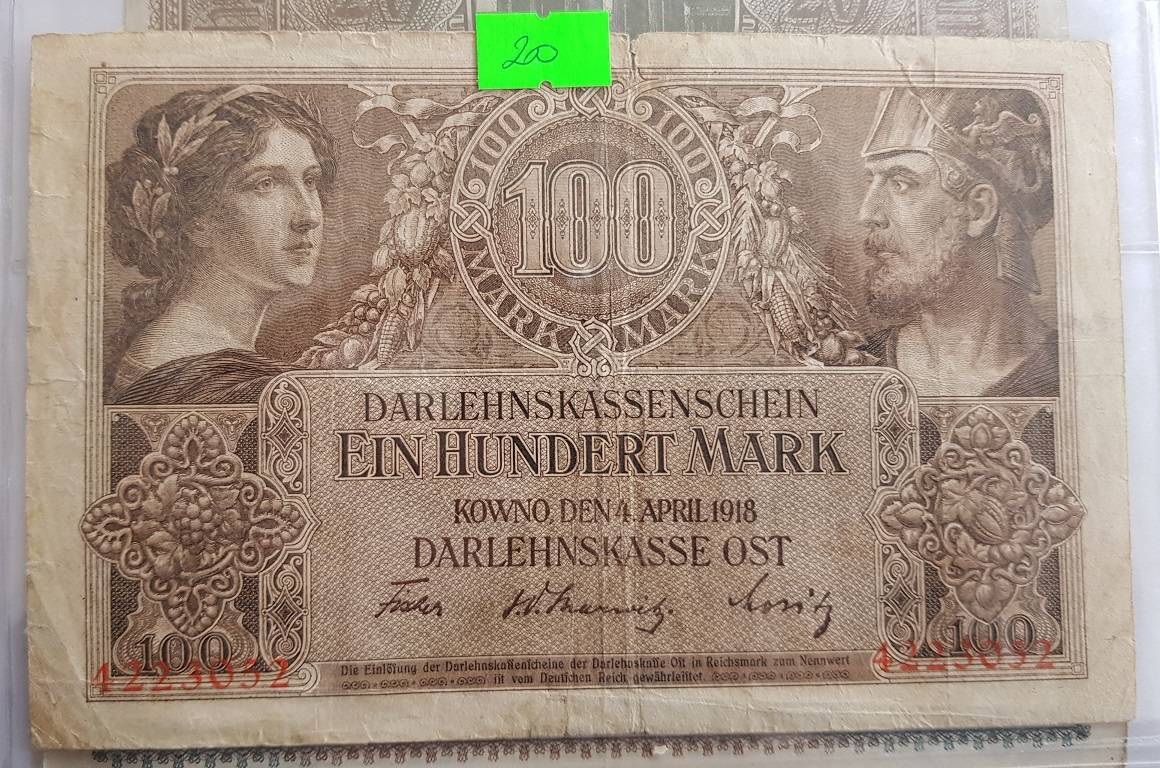 20
100 100
100
MARK MARK
DARLEHNSKASSENSCHEIN
EIN HUNDERT MARK
KOWNO, DEN 4. APRIL 1918
DARLEHNSKASSE OST
100 100
4223052 4223052
Die Einlöſung der Darlehnskaſſenſcheine der Darlehnskaſſe Oſt in Reichsmark zum Nennwert
iſt vom Deutſchen Reich gewährleiſtet.